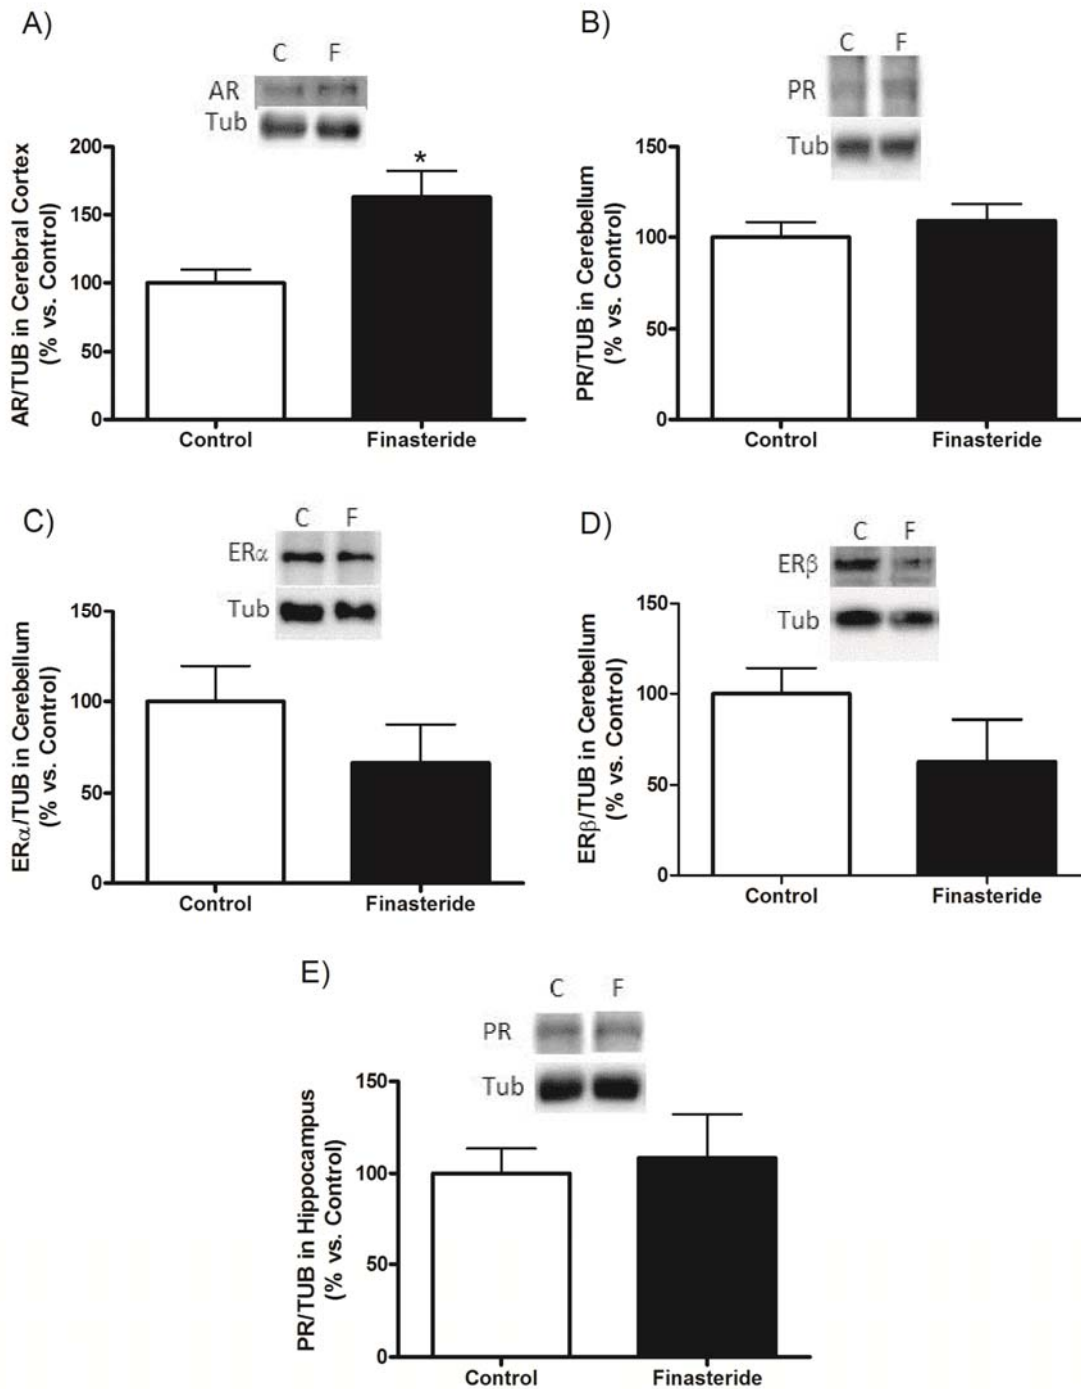 A)
C F
AR
Tub
200
150
100
50
0
AR/TUB in Cerebral Cortex
(% vs. Control)
*
Control Finasteride
B)
C F
PR
Tub
150
100
50
0
PR/TUB in Cerebellum
(% vs. Control)
Control Finasteride
C)
C F
ERα
Tub
150
100
50
0
ERα/TUB in Cerebellum
(% vs. Control)
Control Finasteride
D)
C F
ERβ
Tub
150
100
50
0
ERβ/TUB in Cerebellum
(% vs. Control)
Control Finasteride
E)
C F
PR
Tub
150
100
50
0
PR/TUB in Hippocampus
(% vs. Control)
Control Finasteride